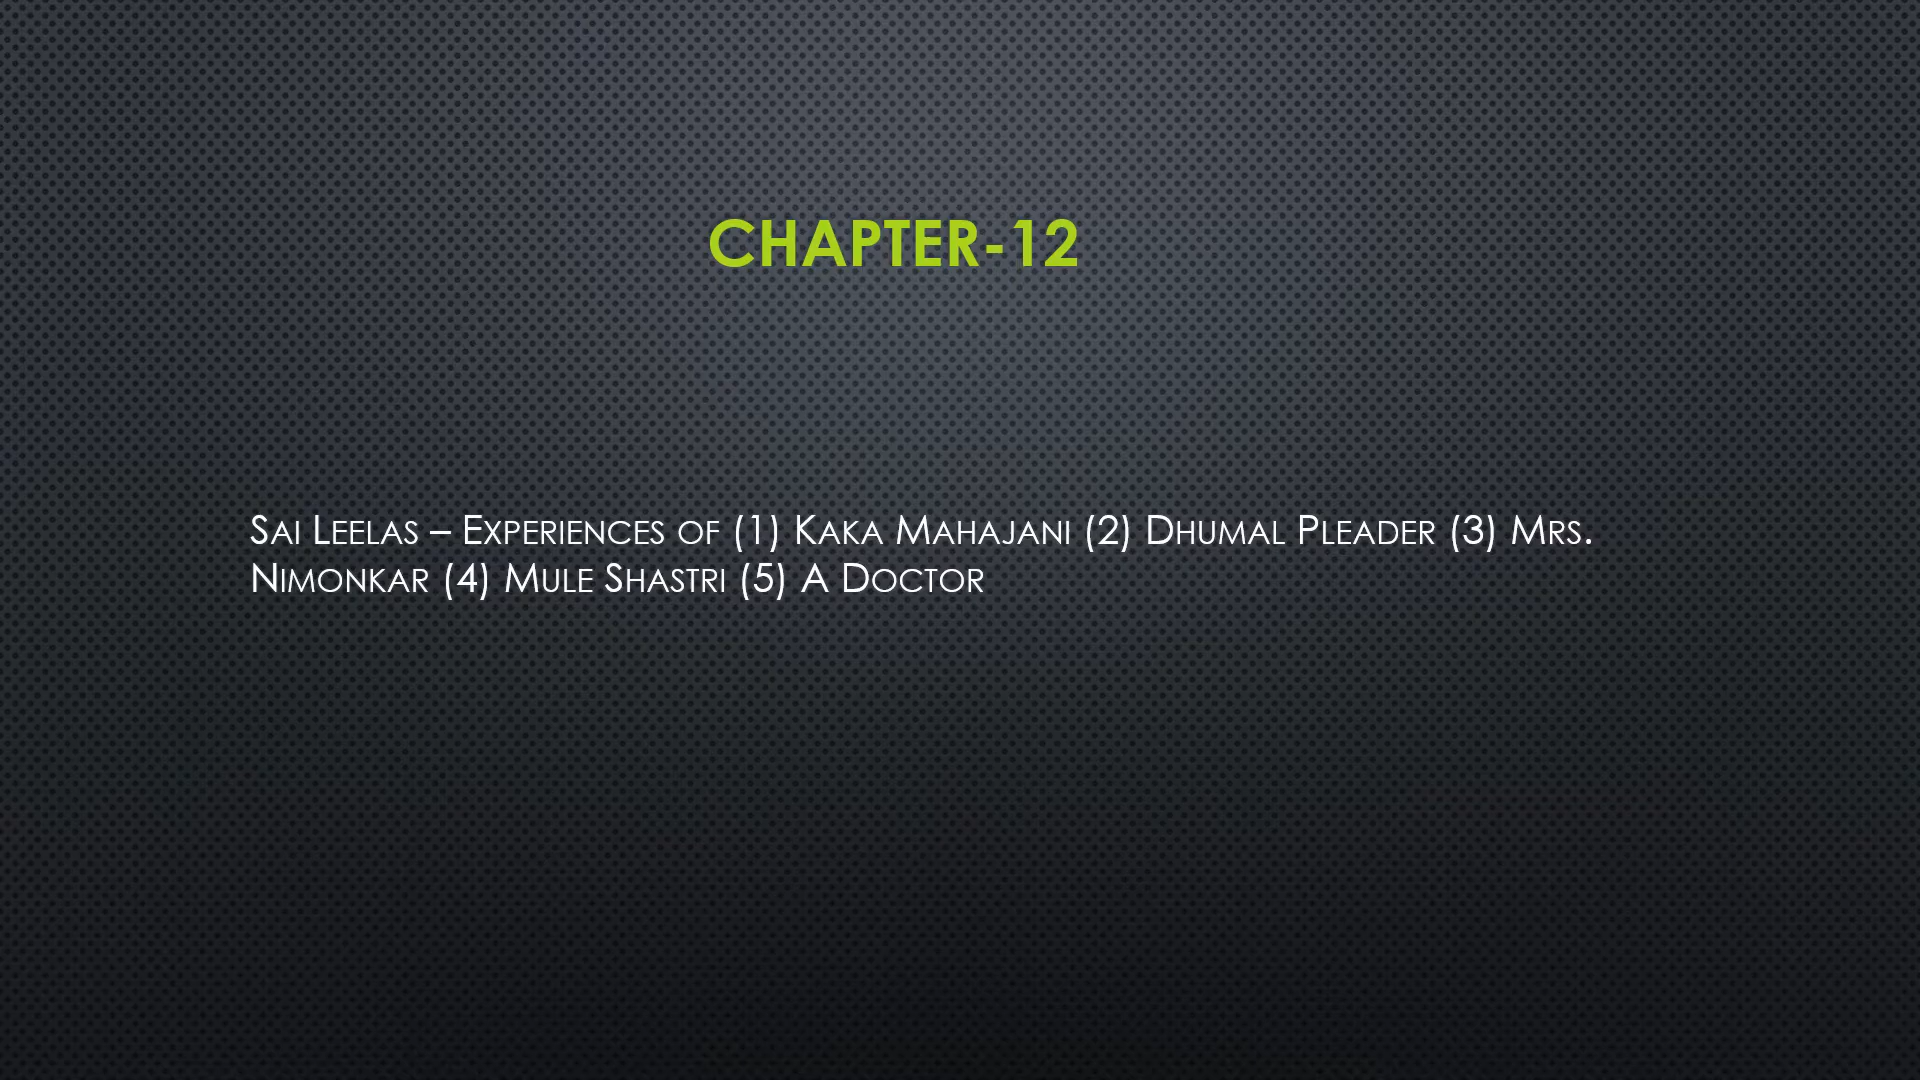 CHAPTER-12
Sai Leelas – Experiences of (1) Kaka Mahajani (2) Dhumal Pleader (3) Mrs.
Nimonkar (4) Mule Shastri (5) A Doctor